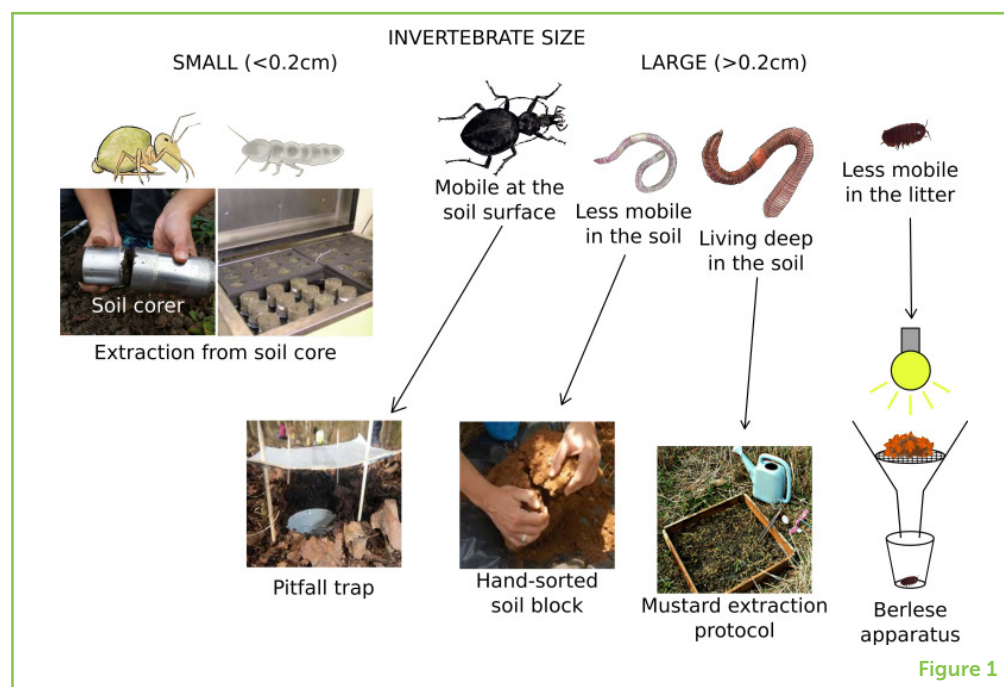 INVERTEBRATE SIZE
SMALL (<0.2cm)
LARGE (>0.2cm)
Mobile at the
soil surface
Less mobile
in the soil
Living deep
in the soil
Less mobile
in the litter
Soil corer
Extraction from soil core
Pitfall trap
Hand-sorted
soil block
Mustard extraction
protocol
Berlese
apparatus
Figure 1